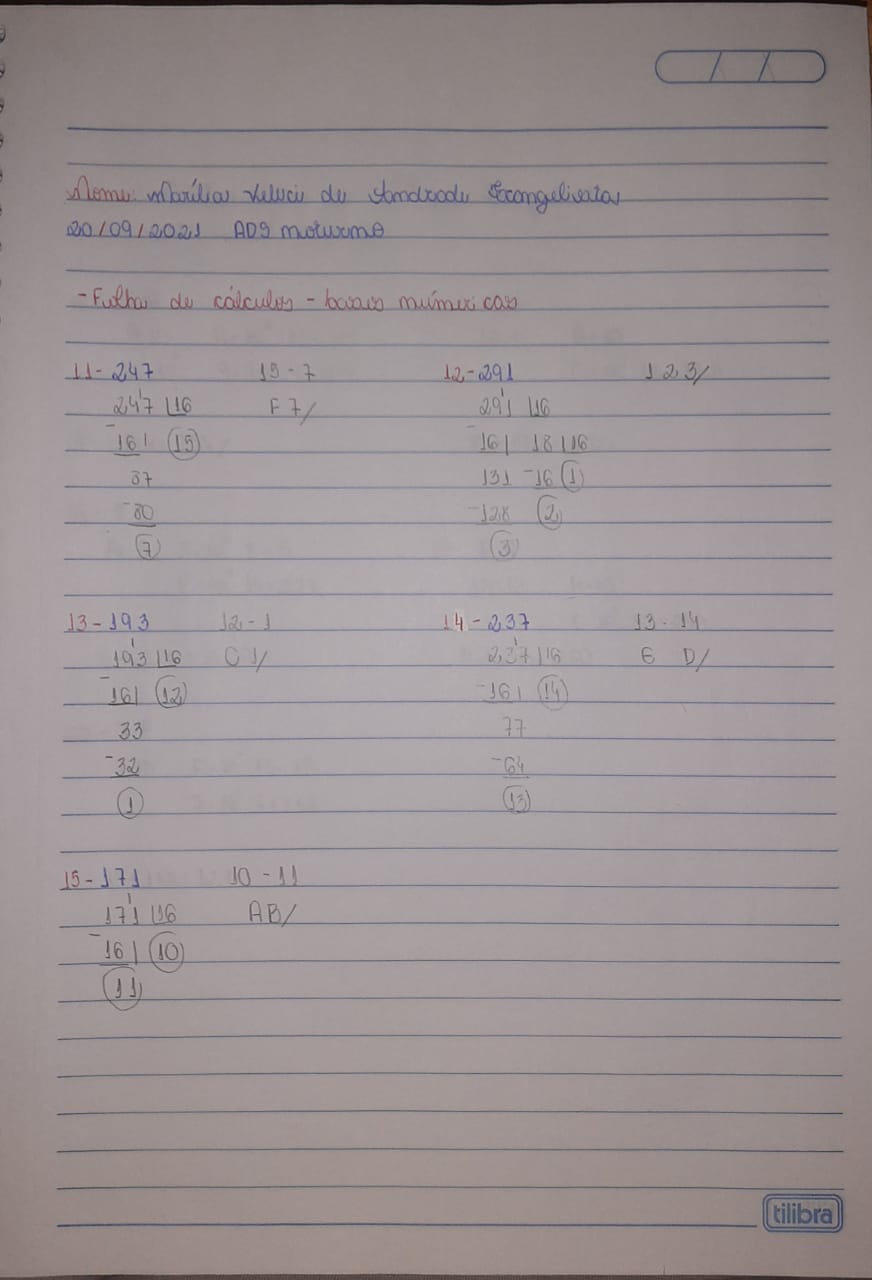 Nome: Marília de Andrade Evangelista
20/09/2021 ADS noturno
- Folha de cálculos - bases númericas
11-247 15-7
247 16 F7/
-16 15
87
-80
7
12-291 123/
291 16
-16 18 16
131 -16 1
-128 2
3
13-193 12-1
193 16 C1/
-16 12
33
-32
1
14-237 13-14
237 16 E D/
-16 14
77
-64
13
15-171 10-11
171 16 AB/
-16 10
11
tilibra